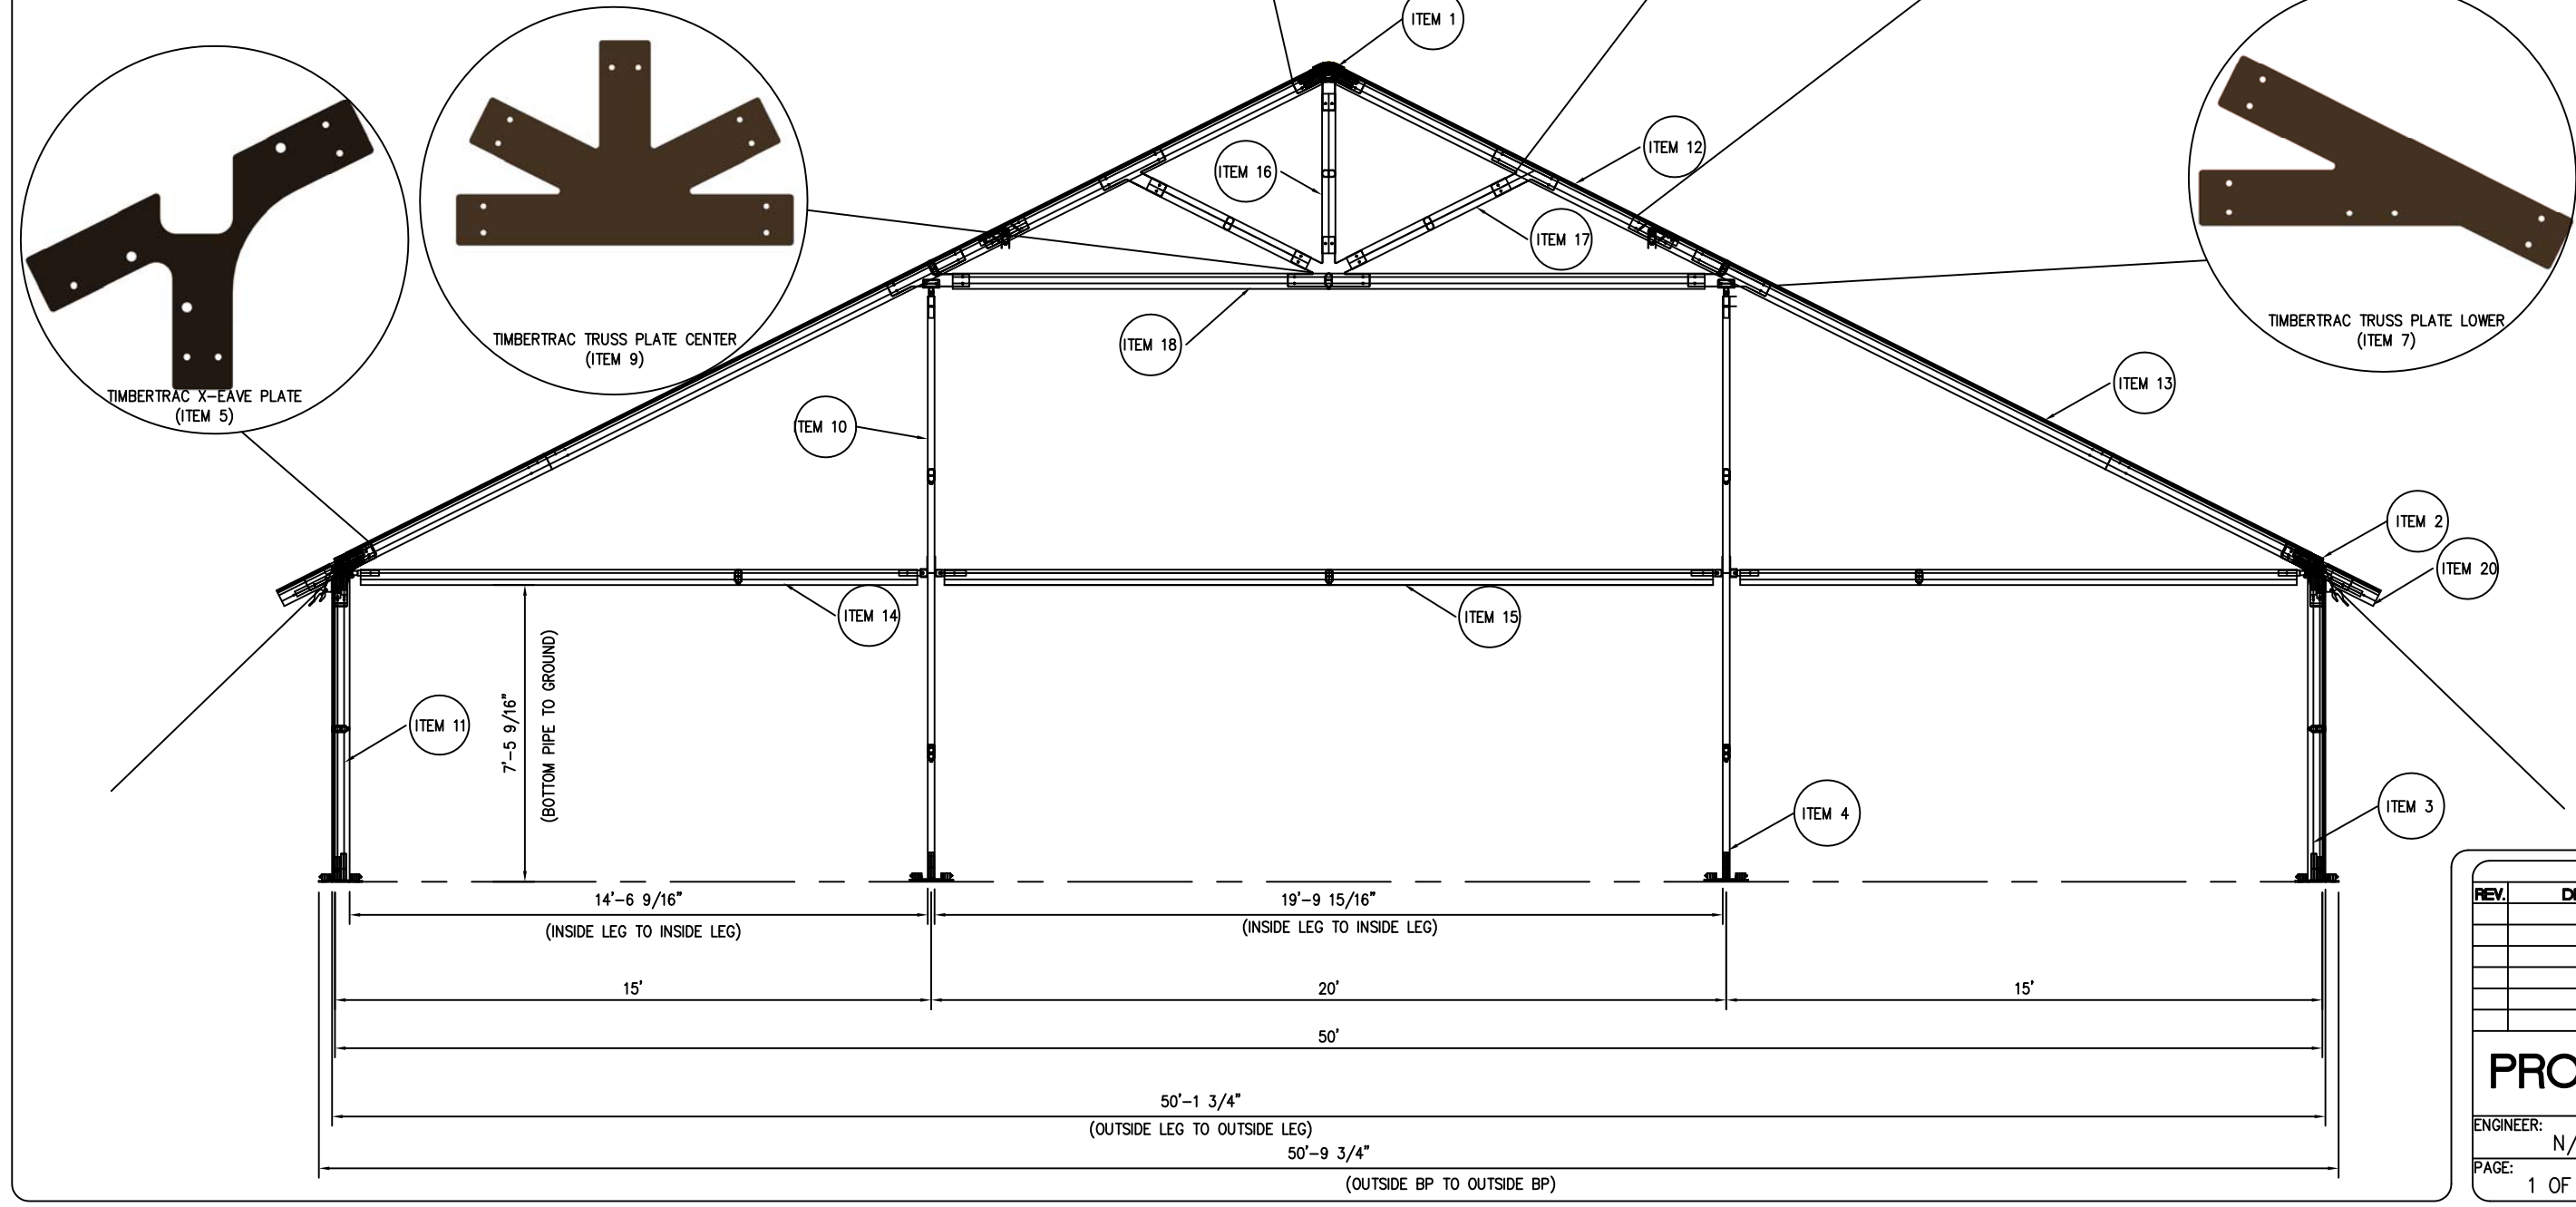 ITEM 1
ITEM 12
ITEM 16
ITEM 17
TIMBERTRAC TRUSS PLATE CENTER
(ITEM 9)
TIMBERTRAC TRUSS PLATE LOWER
(ITEM 7)
ITEM 18
ITEM 13
TIMBERTRAC X-EAVE PLATE
(ITEM 5)
ITEM 10
ITEM 2
ITEM 20
ITEM 14
ITEM 15
7'-5 9/16"
(BOTTOM PIPE TO GROUND)
ITEM 11
ITEM 4
ITEM 3
14'-6 9/16"
(INSIDE LEG TO INSIDE LEG)
19'-9 15/16"
(INSIDE LEG TO INSIDE LEG)
15'
20'
15'
50'
50'-1 3/4"
(OUTSIDE LEG TO OUTSIDE LEG)
50'-9 3/4"
(OUTSIDE BP TO OUTSIDE BP)
REV.
PRO
ENGINEER:
N/
PAGE:
1 OF